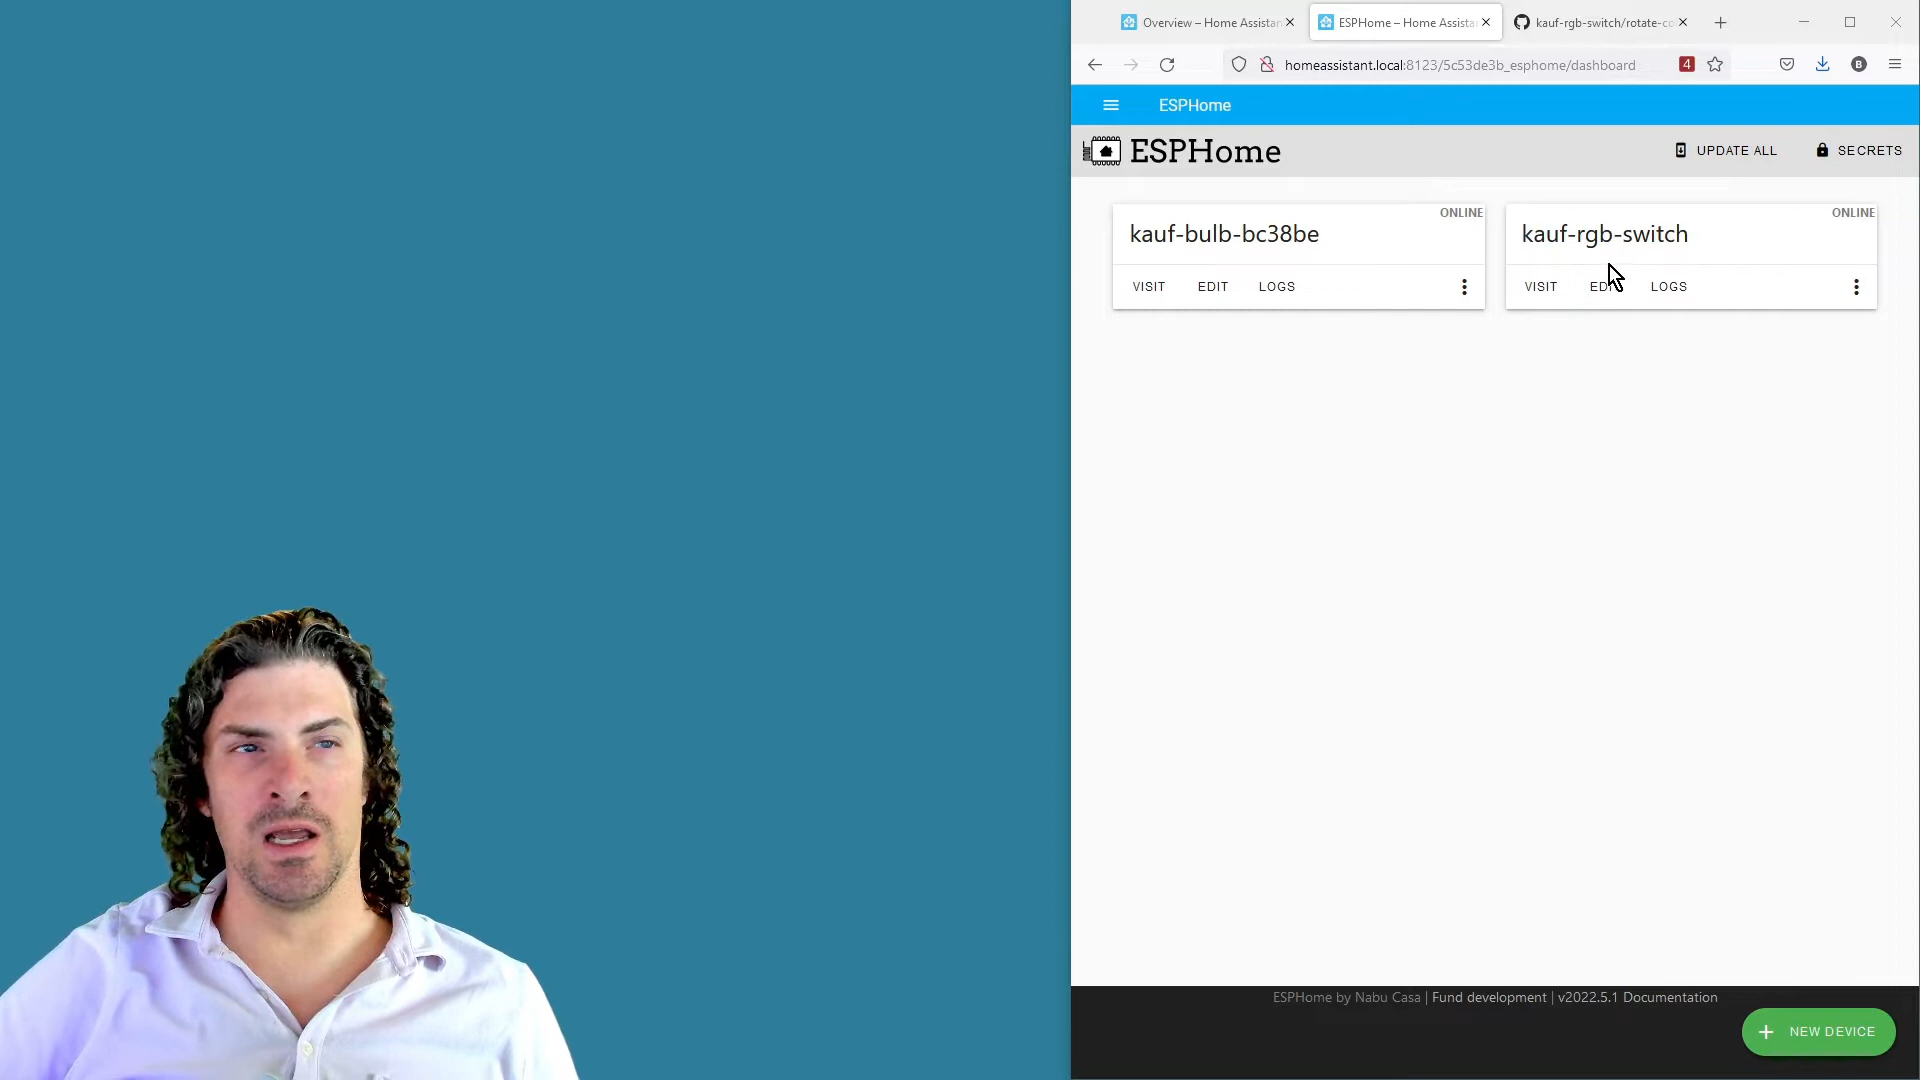 Overview – Home Assistan
ESPHome – Home Assista
kauf-rgb-switch/rotate-co
homeassistant.local:8123/5c53de3b_esphome/dashboard
4
B
ESPHome
ESPHome
UPDATE ALL
SECRETS
ONLINE
kauf-bulb-bc38be
VISIT
EDIT
LOGS
ONLINE
kauf-rgb-switch
VISIT
EDIT
LOGS
ESPHome by Nabu Casa | Fund development | v2022.5.1 Documentation
+ NEW DEVICE